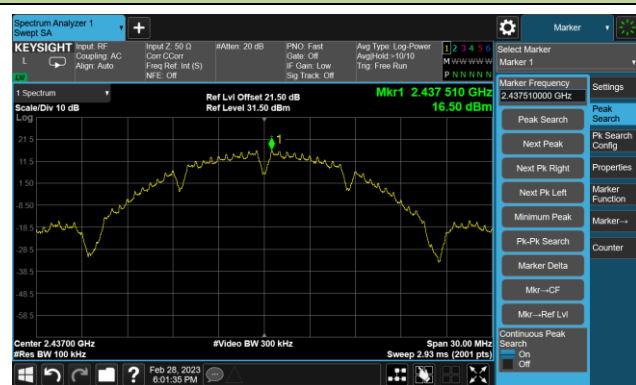 Spectrum Analyzer 1
Swept SA
+
Marker
KEYSIGHT
L
Input: RF
Coupling: AC
Align: Auto
Input Z: 50 Ω
Corr CCorr
Freq Ref: Int (S)
NFE: Off
#Atten: 20 dB
PNO: Fast
Gate: Off
IF Gain: Low
Sig Track: Off
Avg Type: Log-Power
Avg|Hold:>10/10
Trig: Free Run
1 2 3 4 5 6
M W W W W W
P N N N N N
Select Marker
Marker 1
1 Spectrum
Scale/Div 10 dB
Log
Ref Lvl Offset 21.50 dB
Ref Level 31.50 dBm
Mkr1 2.437 510 GHz
16.50 dBm
21.5
11.5
1.50
-8.50
-18.5
-28.5
-38.5
-48.5
-58.5
1
Center 2.43700 GHz
#Res BW 100 kHz
#Video BW 300 kHz
Span 30.00 MHz
Sweep 2.93 ms (2001 pts)
Marker Frequency
2.437510000 GHz
Peak Search
Next Peak
Next Pk Right
Next Pk Left
Minimum Peak
Pk-Pk Search
Marker Delta
Mkr→CF
Mkr→Ref Lvl
Continuous Peak
Search
On
Off
Settings
Peak
Search
Pk Search
Config
Properties
Marker
Function
Marker→
Counter
?
Feb 28, 2023
6:01:35 PM